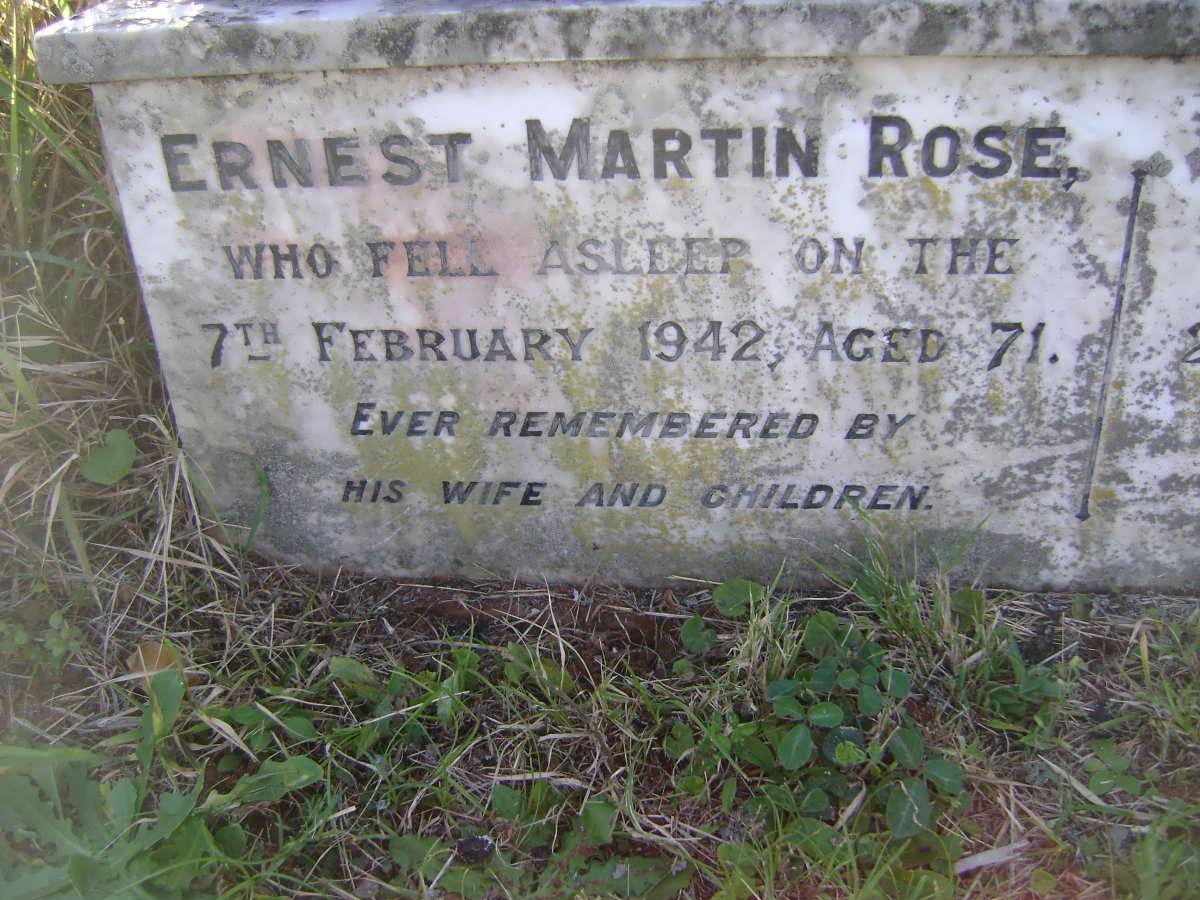 ERNEST MARTIN ROSE,
WHO FELL ASLEEP ON THE
7TH FEBRUARY 1942, AGED 71.
EVER REMEMBERED BY
HIS WIFE AND CHILDREN.